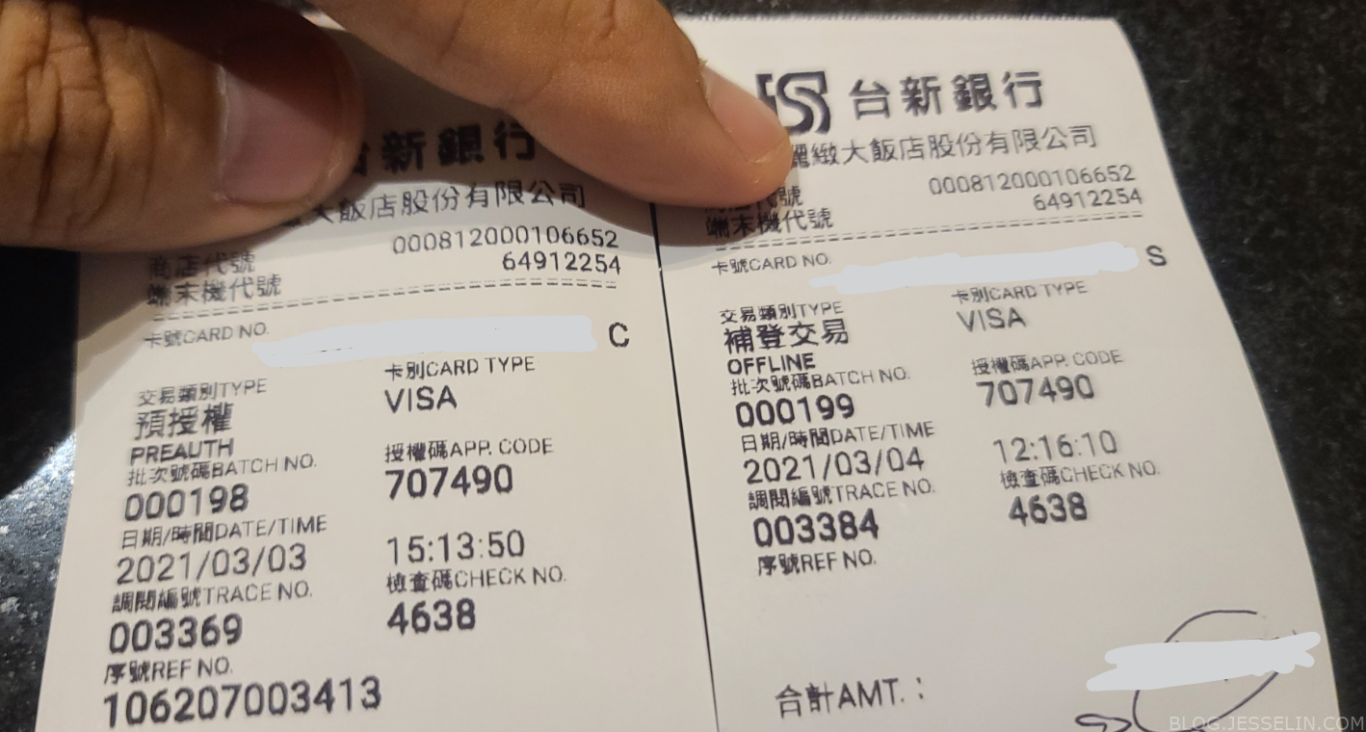 台新銀行
大飯店股份有限公司
商店代號 000812000106652
端末機代號 64912254
卡號CARD NO. C
交易類別TYPE 卡別CARD TYPE
預授權 VISA
PREAUTH
批次號碼BATCH NO. 授權碼APP. CODE
000198 707490
日期/時間DATE/TIME
2021/03/03 15:13:50
調閱編號TRACE NO. 檢查碼CHECK NO.
003369 4638
序號REF NO.
106207003413
台新銀行
緻大飯店股份有限公司
代號 000812000106652
端末機代號 64912254
卡號CARD NO. S
交易類別TYPE 卡別CARD TYPE
補登交易 VISA
OFFLINE
批次號碼BATCH NO. 授權碼APP. CODE
000199 707490
日期/時間DATE/TIME
2021/03/04 12:16:10
調閱編號TRACE NO. 檢查碼CHECK NO.
003384 4638
序號REF NO.
合計AMT.：
BLOG.JESSELIN.COM